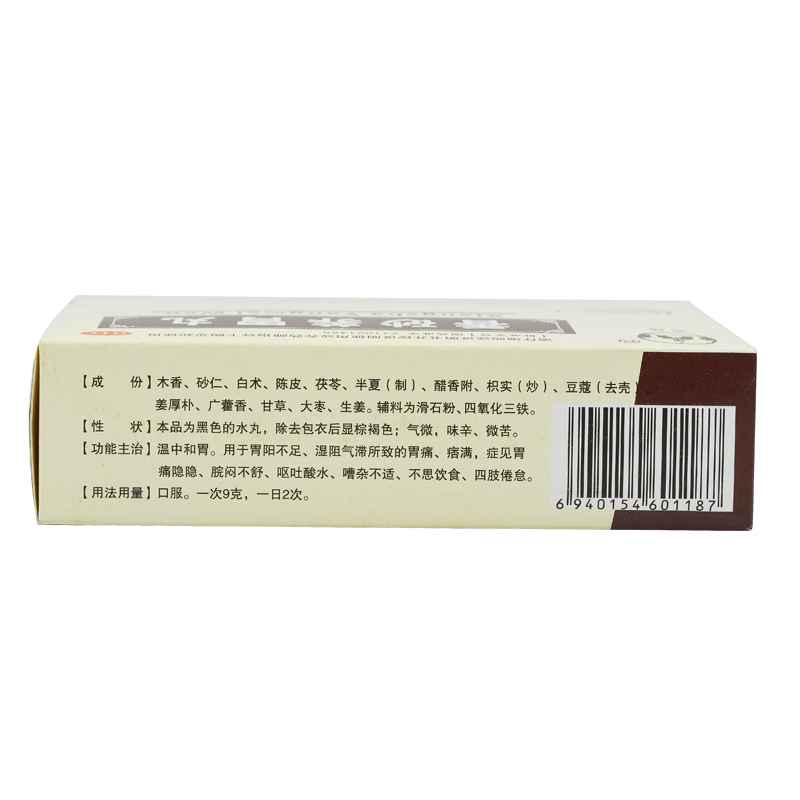 香砂养胃丸
【成　份】木香、砂仁、白术、陈皮、茯苓、半夏（制）、醋香附、枳实（炒）、豆蔻（去壳）
姜厚朴、广藿香、甘草、大枣、生姜。辅料为滑石粉、四氧化三铁。
【性　状】本品为黑色的水丸，除去包衣后显棕褐色；气微，味辛、微苦。
【功能主治】温中和胃。用于胃阳不足、湿阻气滞所致的胃痛、痞满，症见胃
痛隐隐、脘闷不舒、呕吐酸水、嘈杂不适、不思饮食、四肢倦怠。
【用法用量】口服。一次9克，一日2次。
6 940154 601187